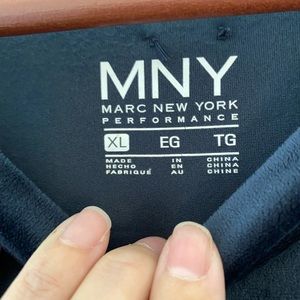 MNY
MARC NEW YORK
PERFORMANCE
XL EG TG
MADE IN CHINA
HECHO EN CHINA
FABRIQUÉ AU CHINE